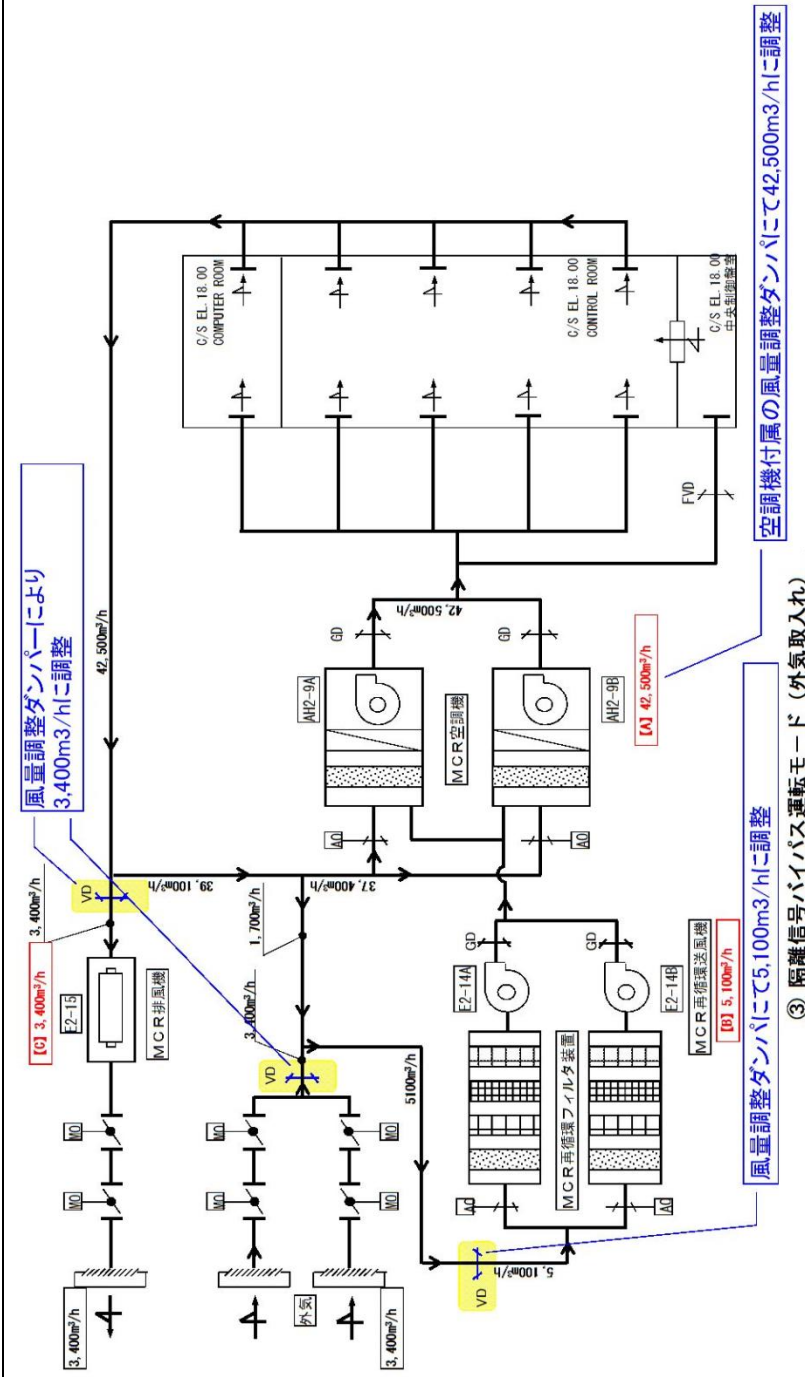 風量調整ダンパーにより
3,400m3/hに調整
42,500m³/h
C/S EL.18.00
COMPUTER ROOM
C/S EL.18.00
CONTROL ROOM
C/S EL.18.00
中央制御盤室
FVD
空調機付属の風量調整ダンパにて42,500m3/hに調整
3,400m³/h
【C】3,400m³/h
VD
E2-15
MCR排風機
MO
MO
3,400m³/h
39,100m³/h
1,700m³/h
37,400m³/h
3,400m³/h
VD
MO
MO
MO
MO
外気
3,400m³/h
5100m³/h
AH2-9A
GD
42,500m³/h
MCR空調機
GD
AH2-9B
【A】42,500m³/h
AO
AO
E2-14A
GD
GD
E2-14B
MCR再循環送風機
【B】5,100m³/h
MCR再循環フィルタ装置
AO
AO
VD
5,100m³/h
風量調整ダンパにて5,100m3/hに調整
③ 隔離信号バイパス運転モード（外気取入れ）